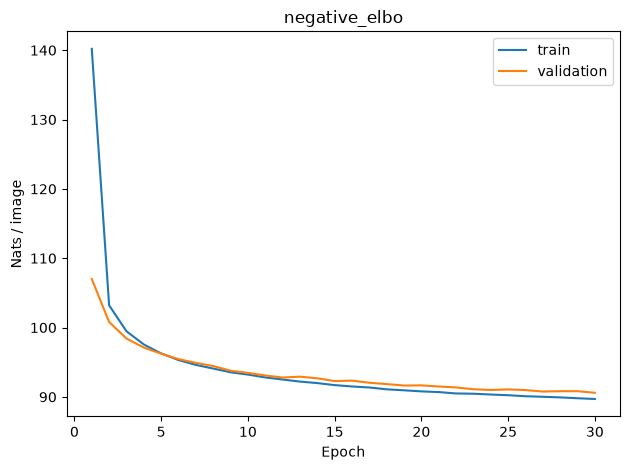 negative_elbo
train
validation
Nats / image
140
130
120
110
100
90
0 5 10 15 20 25 30
Epoch